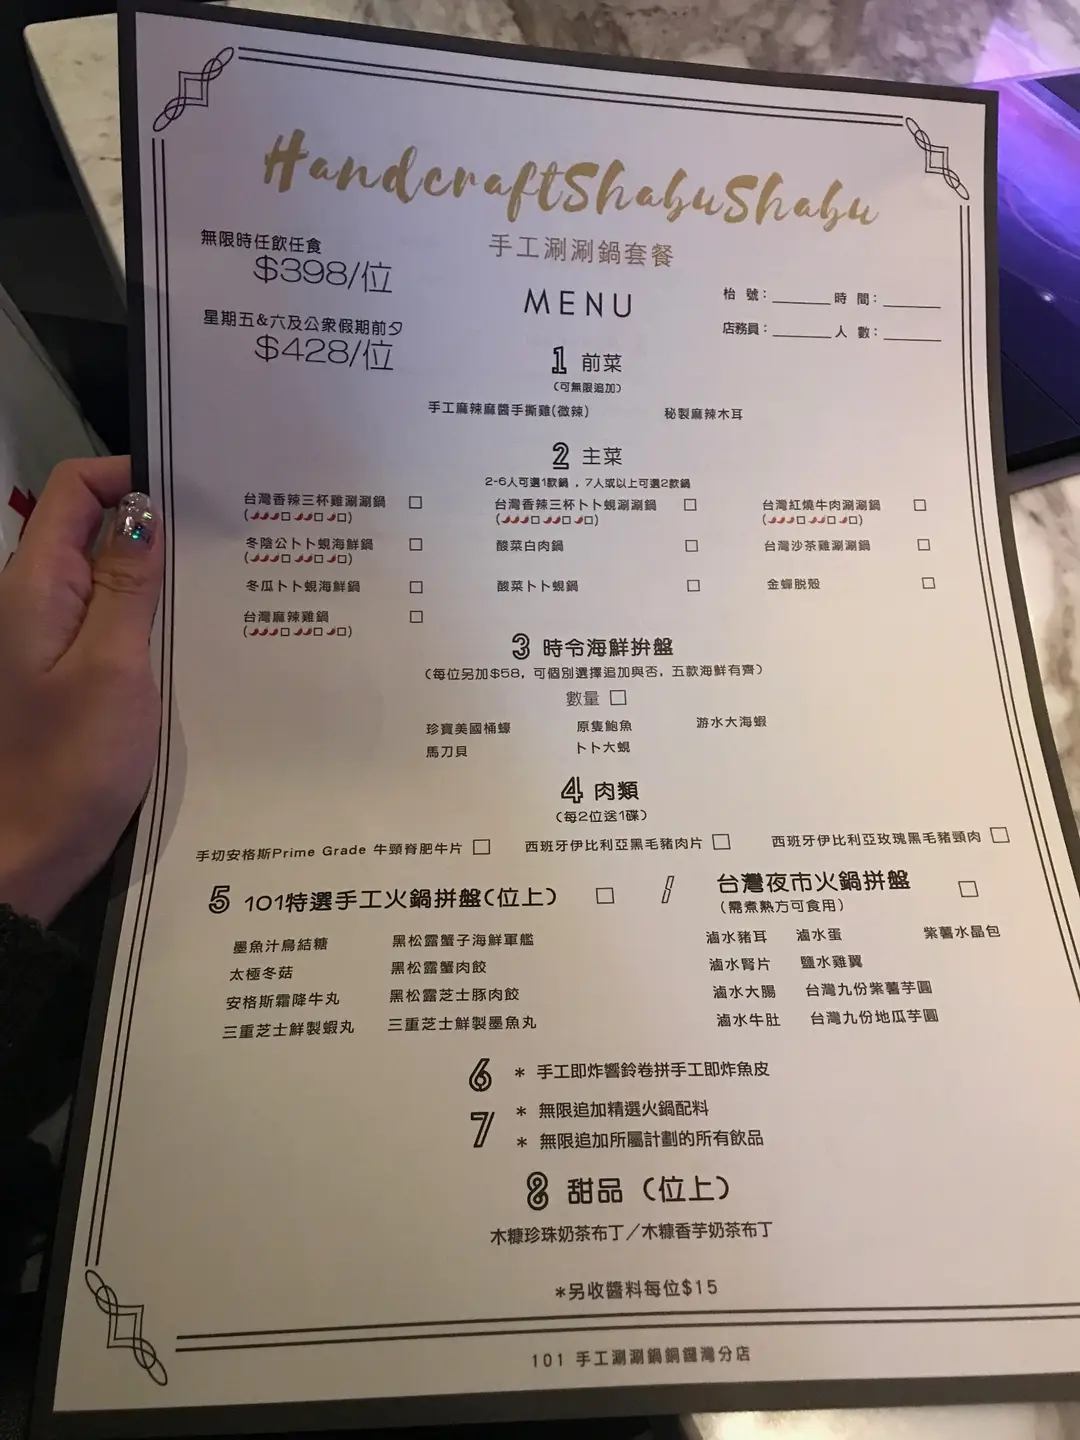 HandcraftShabuShabu
手工涮涮鍋套餐
無限時任飲任食
$398/位
星期五&六及公眾假期前夕
$428/位
MENU
枱 號：______ 時 間：______
店務員：______ 人 數：______
1 前菜
(可無限追加)
手工麻辣麻醬手撕雞(微辣) 秘製麻辣木耳
2 主菜
2-6人可選1款鍋，7人或以上可選2款鍋
台灣香辣三杯雞涮涮鍋 □ 台灣香辣三杯卜卜蜆涮涮鍋 □ 台灣紅燒牛肉涮涮鍋 □
(🌶🌶🌶□ 🌶🌶□ 🌶□) (🌶🌶🌶□ 🌶🌶□ 🌶□) (🌶🌶🌶□ 🌶🌶□ 🌶□)
冬陰公卜卜蜆海鮮鍋 □ 酸菜白肉鍋 □ 台灣沙茶雞涮涮鍋 □
(🌶🌶🌶□ 🌶🌶□ 🌶□)
冬瓜卜卜蜆海鮮鍋 □ 酸菜卜卜蜆鍋 □ 金蟬脱殼 □
台灣麻辣雞鍋 □
(🌶🌶🌶□ 🌶🌶□ 🌶□)
3 時令海鮮拚盤
(每位另加$58，可個別選擇追加與否，五款海鮮有齊)
數量 □
珍寶美國桶蠔 原隻鮑魚 游水大海蝦
馬刀貝 卜卜大蜆
4 肉類
(每2位送1碟)
手切安格斯Prime Grade 牛頸脊肥牛片 □ 西班牙伊比利亞黑毛豬肉片 □ 西班牙伊比利亞玫瑰黑毛豬頸肉 □
5 101特選手工火鍋拼盤(位上) □ / 台灣夜市火鍋拼盤 □
(需煮熟方可食用)
墨魚汁鳥結糖 黑松露蟹子海鮮軍艦 滷水豬耳 滷水蛋 紫薯水晶包
太極冬菇 黑松露蟹肉餃 滷水腎片 鹽水雞翼
安格斯霜降牛丸 黑松露芝士豚肉餃 滷水大腸 台灣九份紫薯芋圓
三重芝士鮮製蝦丸 三重芝士鮮製墨魚丸 滷水牛肚 台灣九份地瓜芋圓
6 * 手工即炸響鈴卷拼手工即炸魚皮
7 * 無限追加精選火鍋配料
* 無限追加所屬計劃的所有飲品
8 甜品 (位上)
木糠珍珠奶茶布丁／木糠香芋奶茶布丁
*另收醬料每位$15
101 手工涮涮鍋銅鑼灣分店